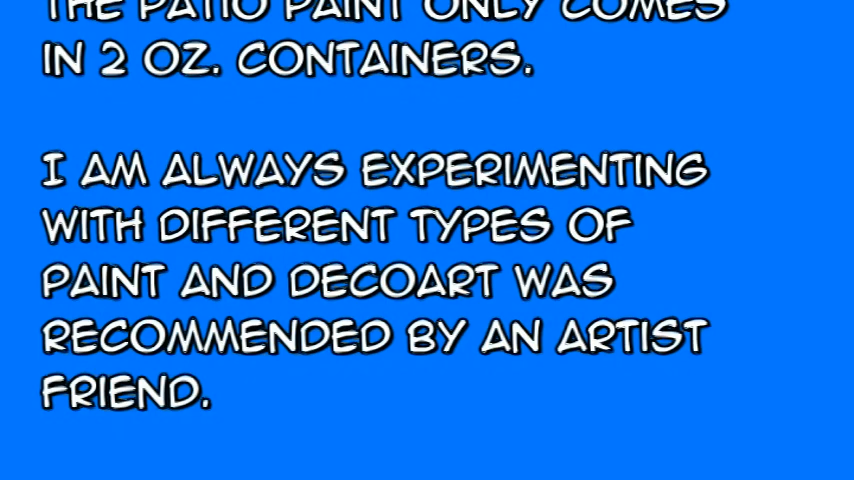 THE PATIO PAINT ONLY COMES
IN 2 OZ. CONTAINERS.
I AM ALWAYS EXPERIMENTING
WITH DIFFERENT TYPES OF
PAINT AND DECOART WAS
RECOMMENDED BY AN ARTIST
FRIEND.